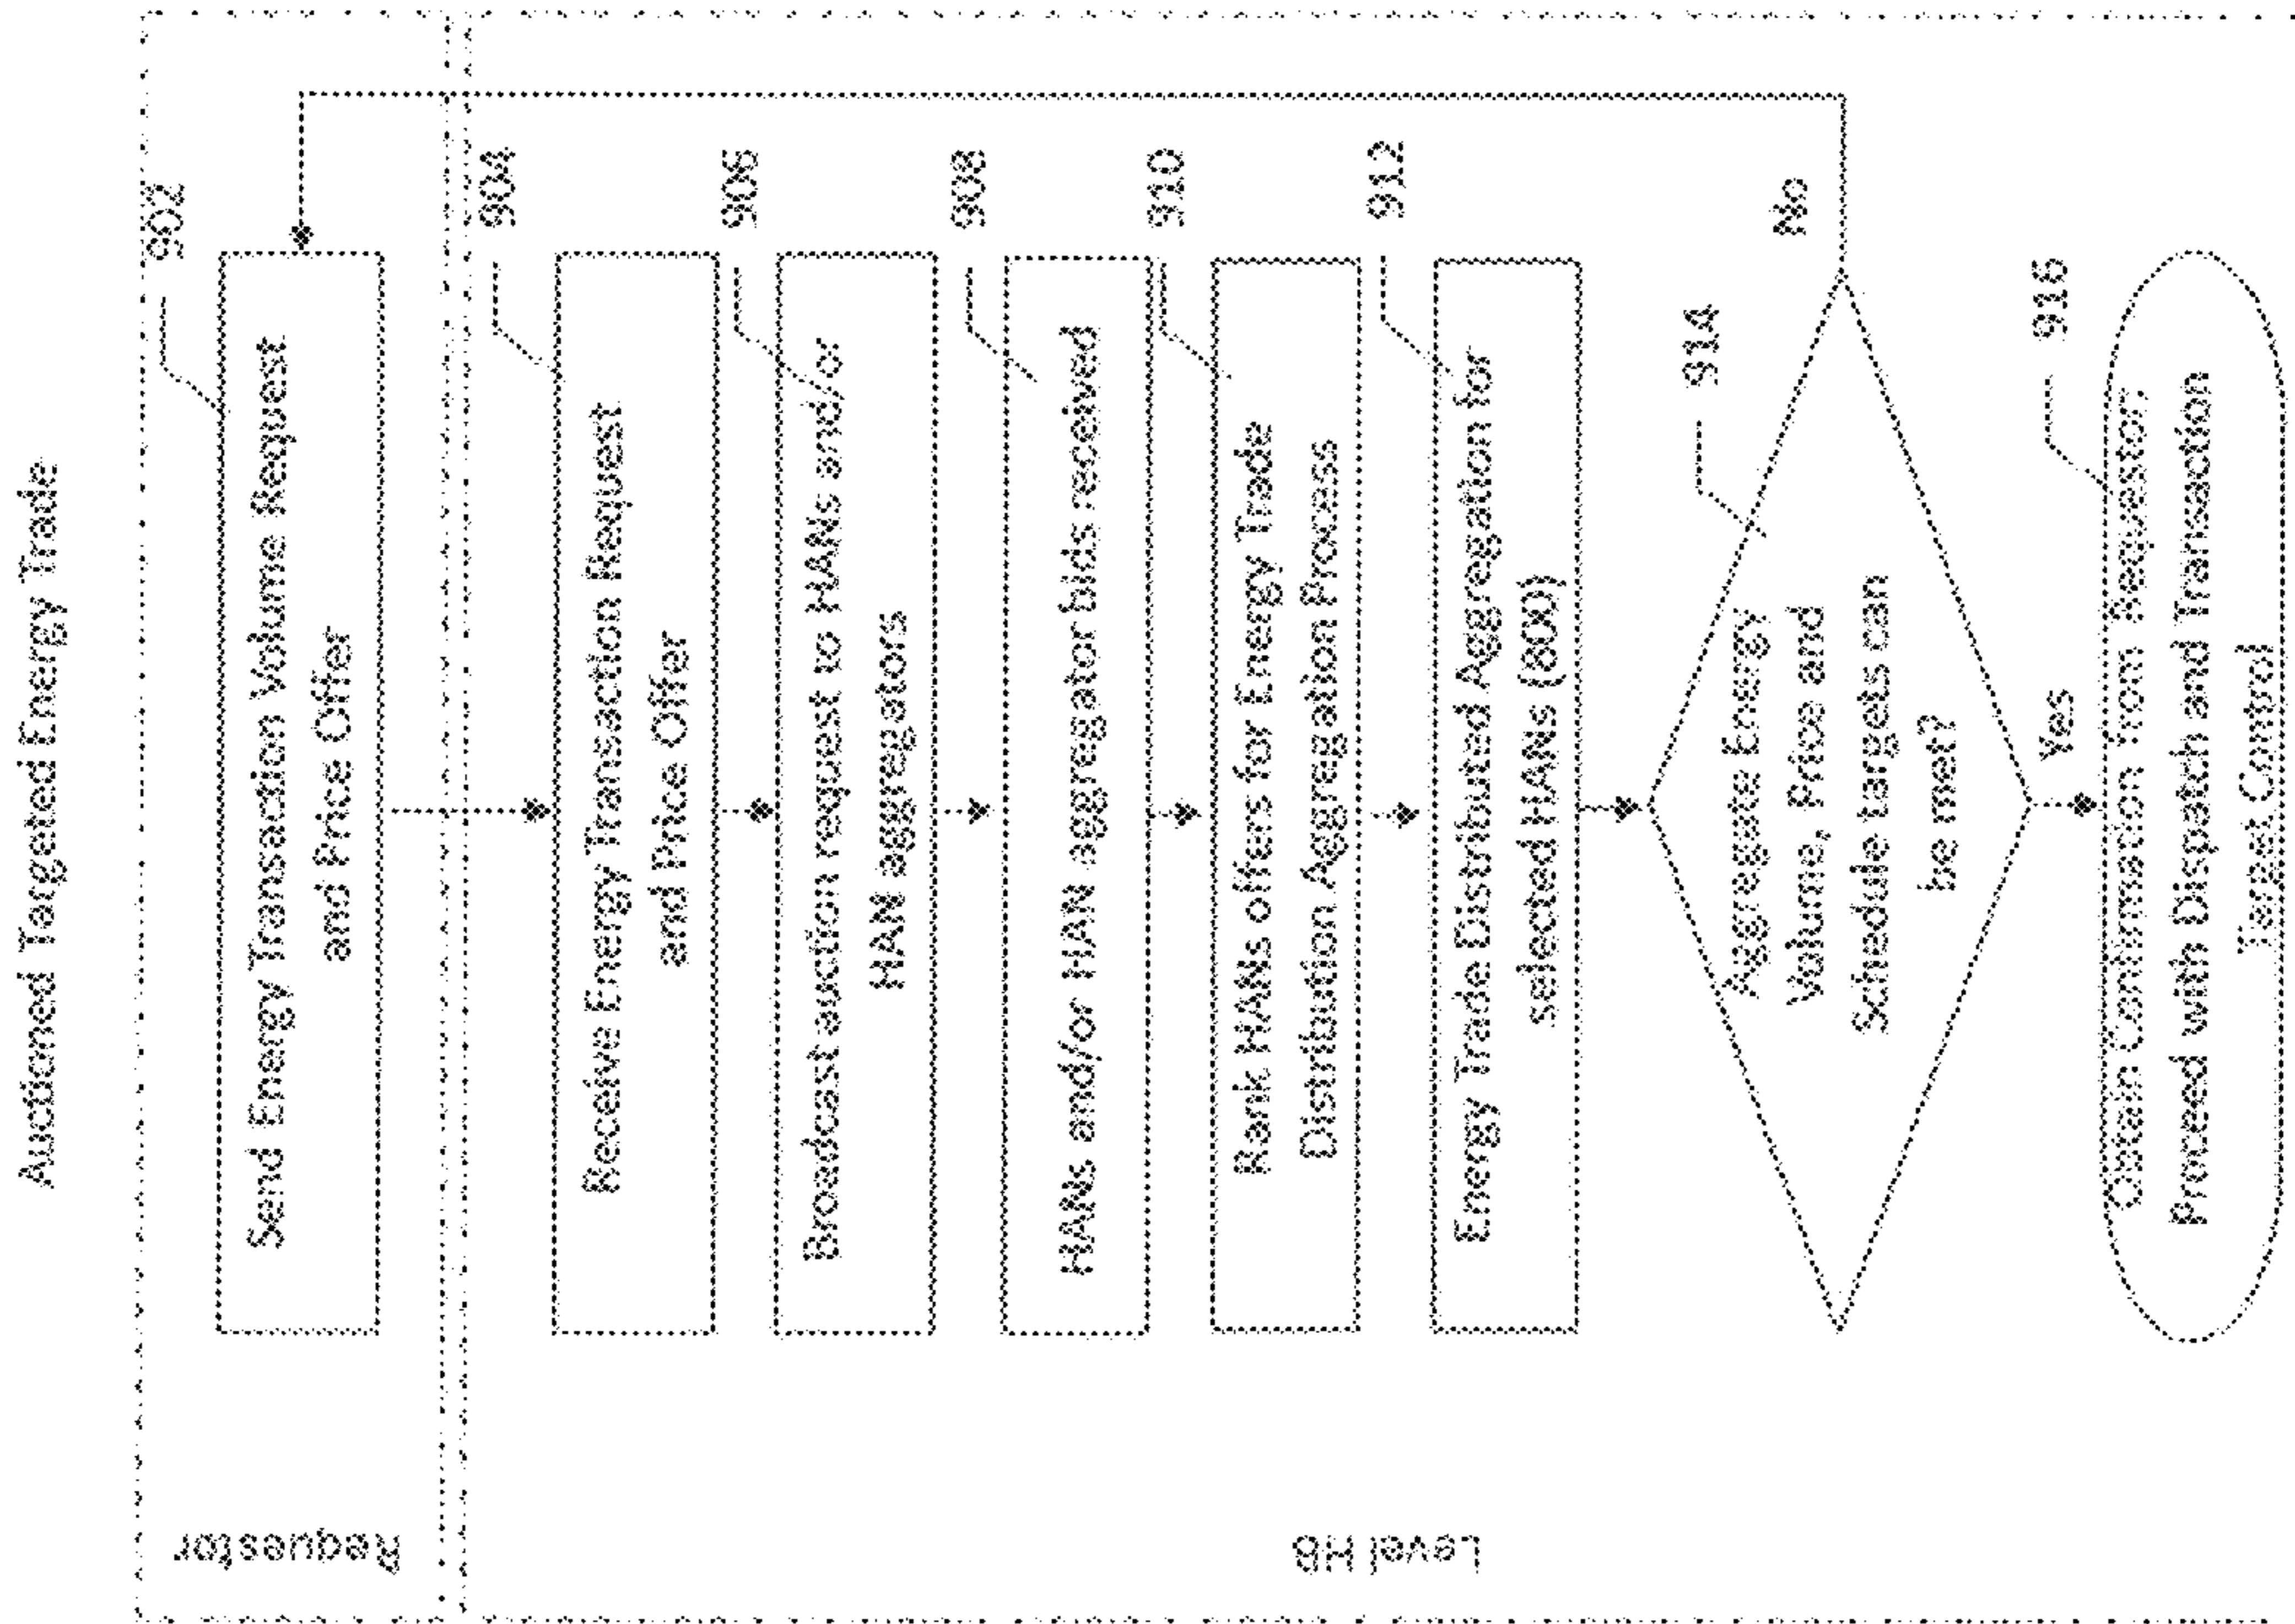 Auctioned Targeted Energy Trade
Requestor
902
Send Energy Transaction Volume Request
and Price Offer
Level HB
904
Receive Energy Transaction Request
and Price Offer
906
Broadcast auction request to HANs and/or
HAN aggregators
908
HANs and/or HAN aggregator bids received
910
Rank HANs offers for Energy Trade
Distribution Aggregation Process
912
Energy Trade Distributed Aggregation for
selected HANs (800)
914
Aggregate Energy
Volume, Price and
Schedule targets can
be met?
No
Yes
916
Obtain Confirmation from Requestor.
Proceed with Dispatch and Transaction
Target Control